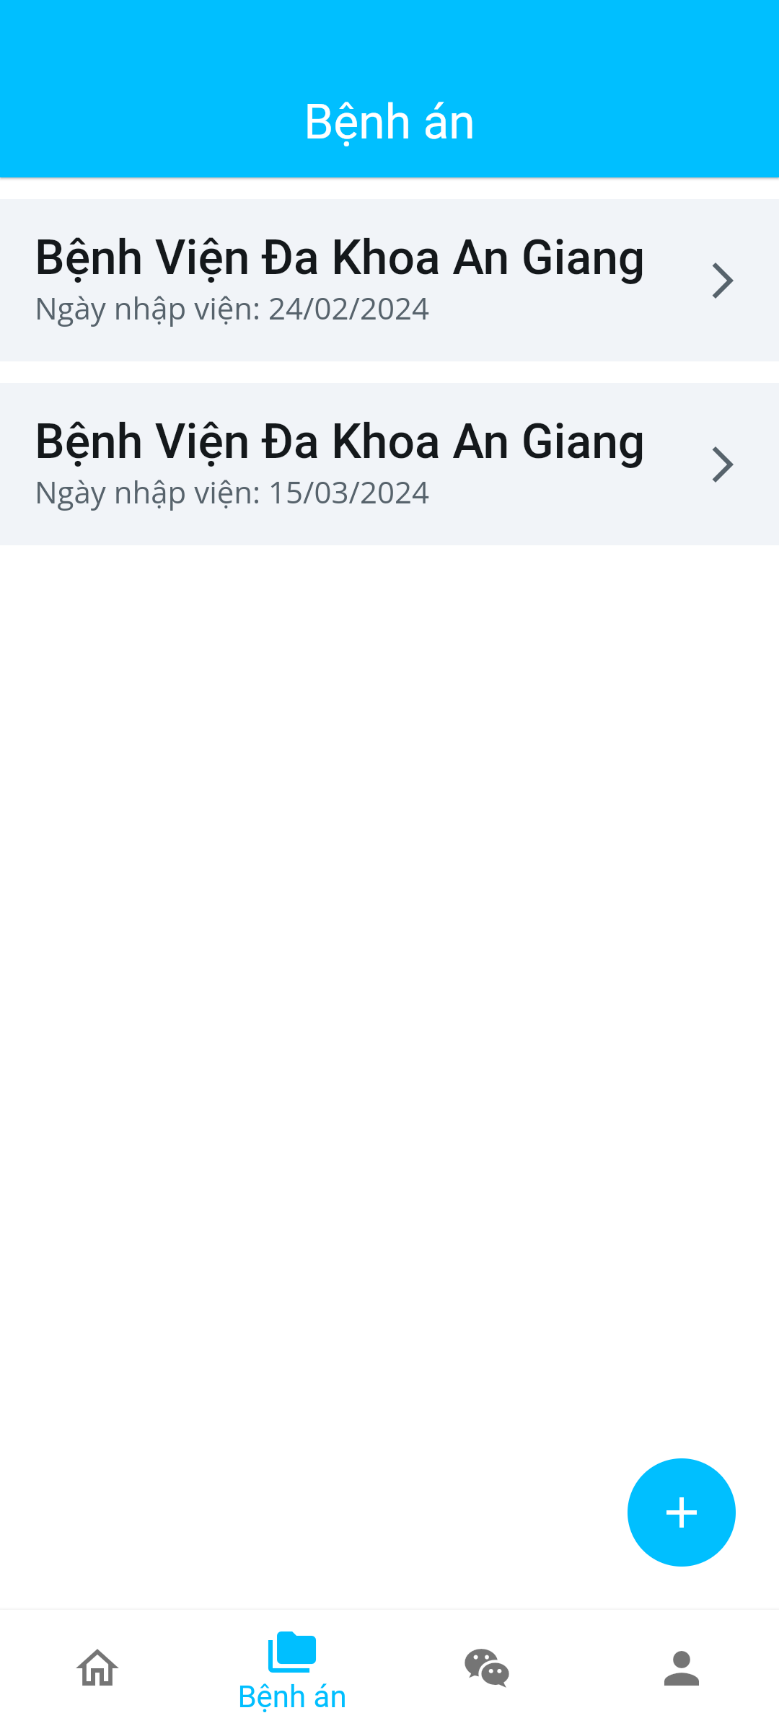 Bệnh án
Bệnh Viện Đa Khoa An Giang
Ngày nhập viện: 24/02/2024
Bệnh Viện Đa Khoa An Giang
Ngày nhập viện: 15/03/2024
Bệnh án